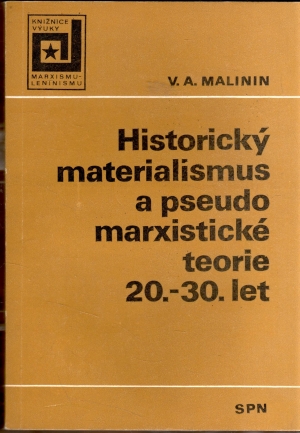 KNIŽNICE
VÝUKY
MARXISMU-
LENINISMU
V. A. MALININ
Historický
materialismus
a pseudo
marxistické
teorie
20.-30. let
SPN